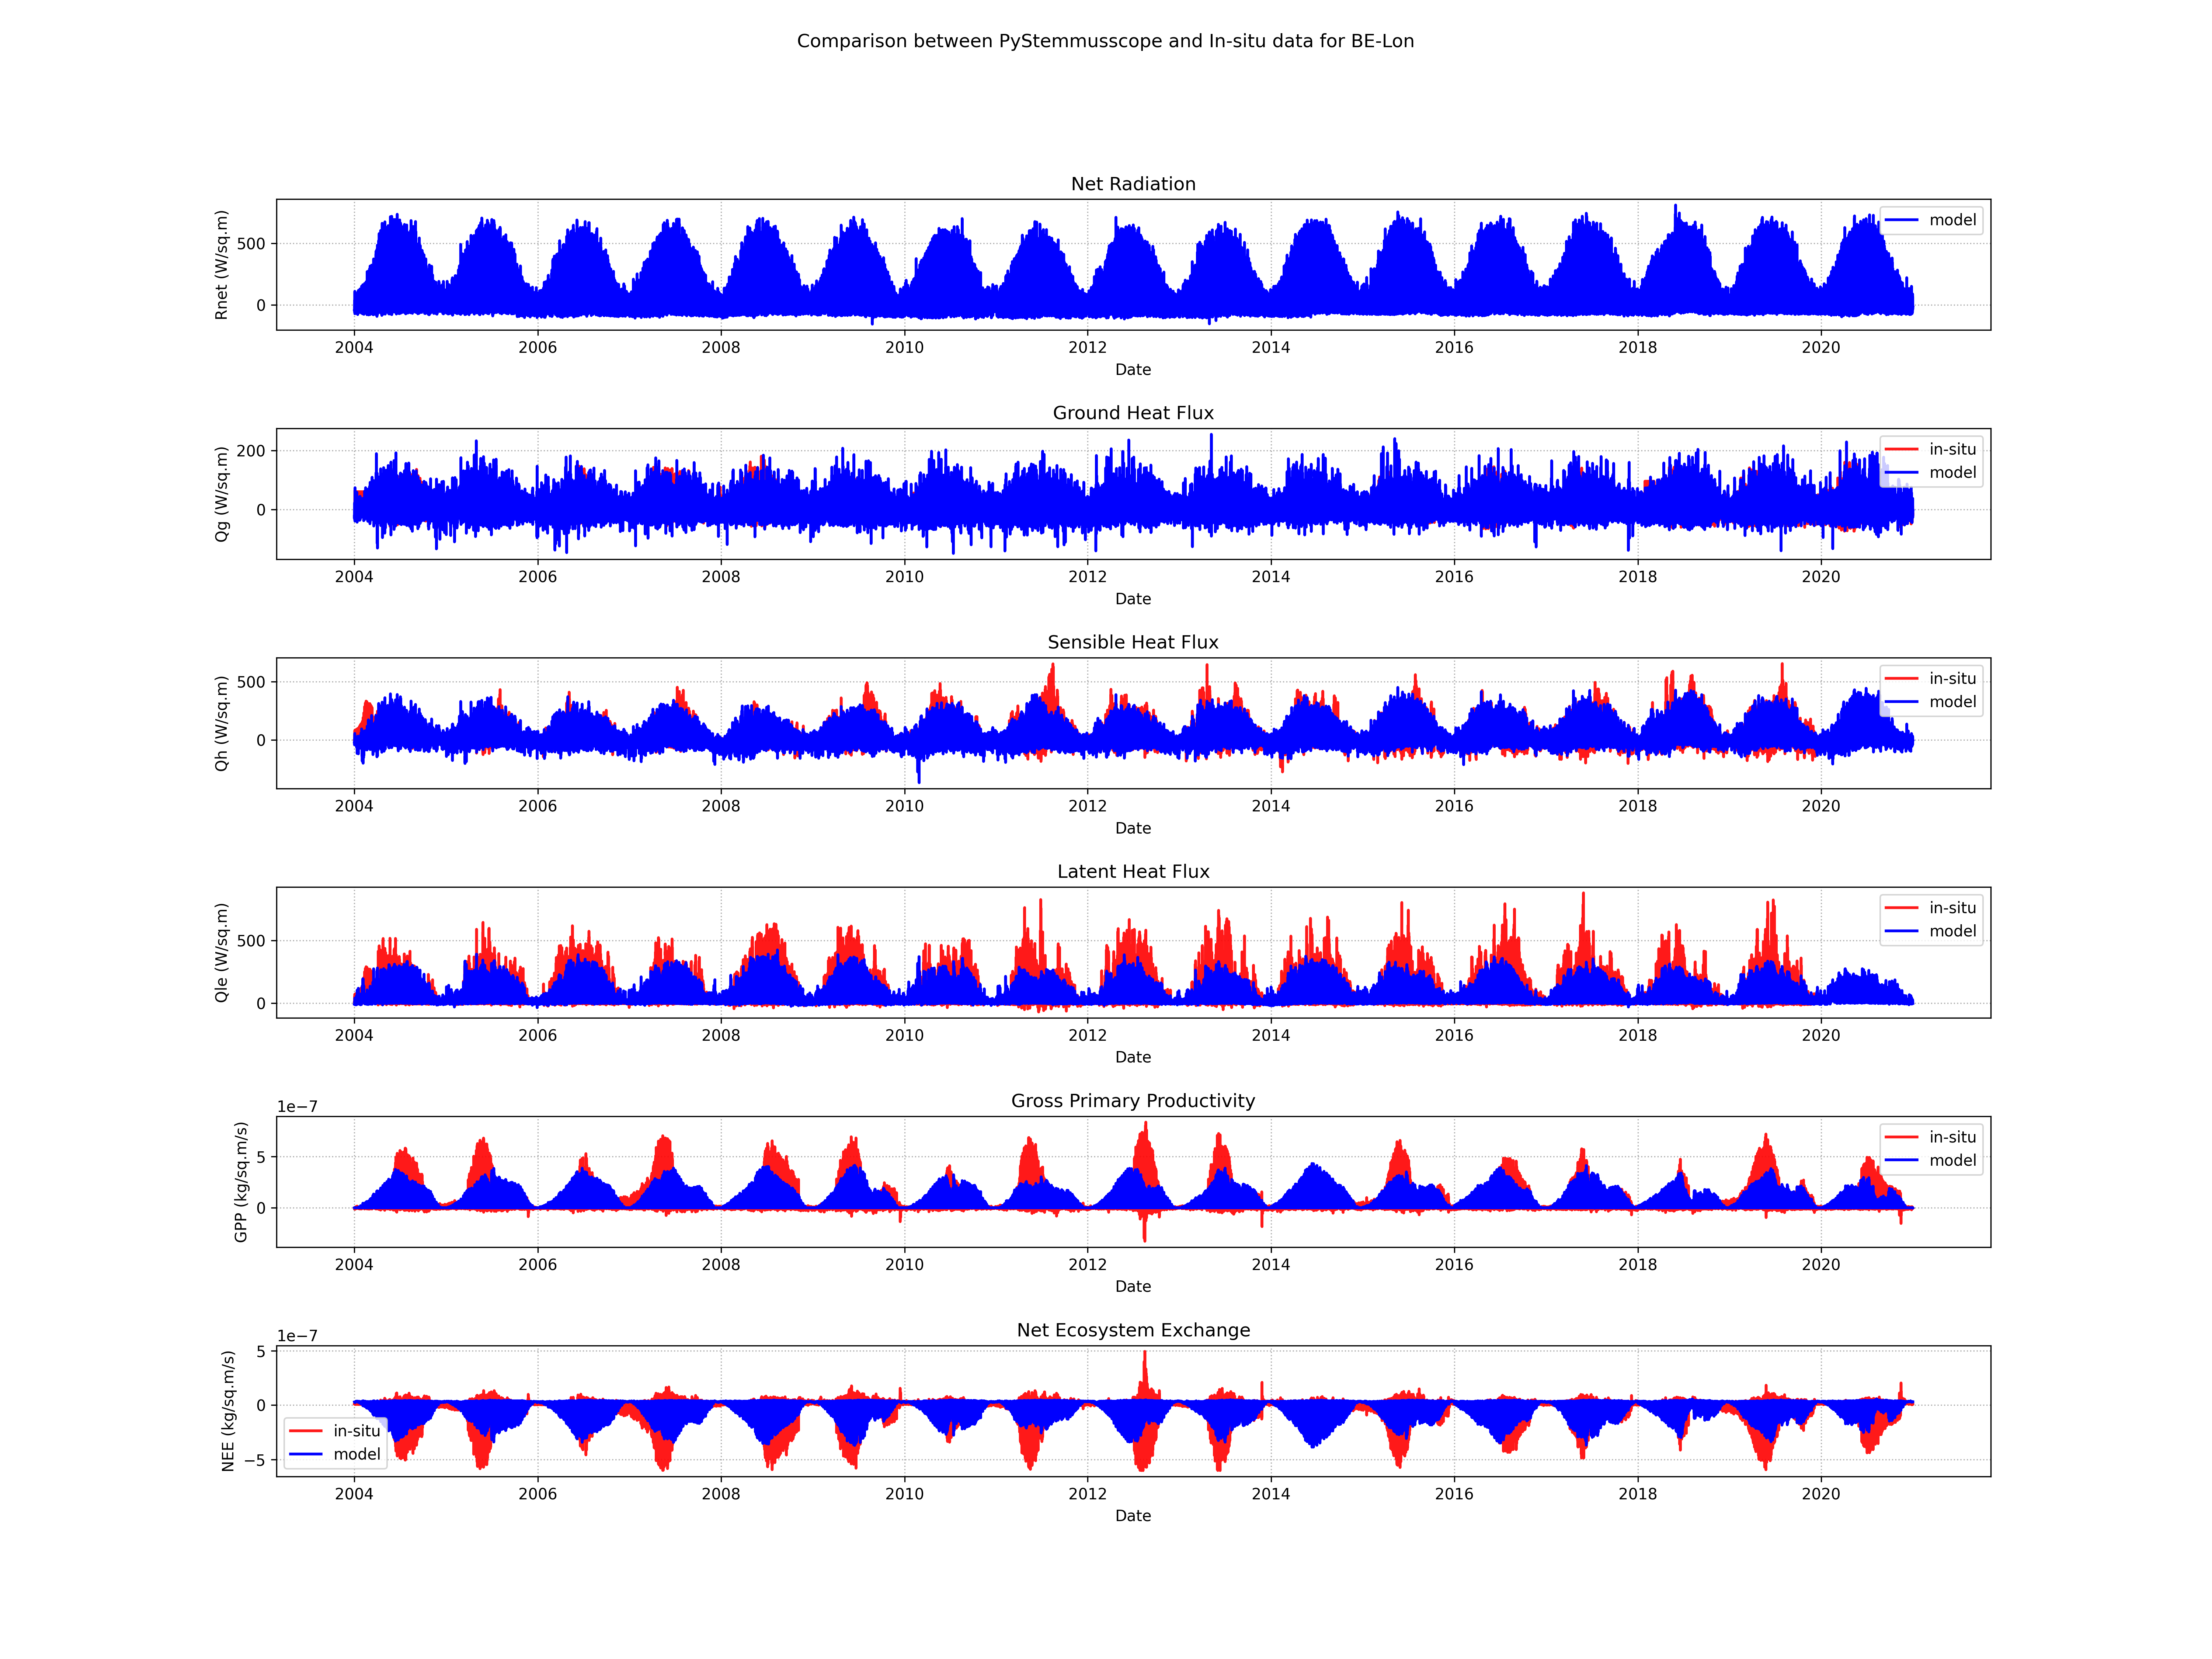 Comparison between PyStemmusscope and In-situ data for BE-Lon
Net Radiation
Rnet (W/sq.m)
500
0
model
2004 2006 2008 2010 2012 2014 2016 2018 2020
Date
Ground Heat Flux
Qg (W/sq.m)
200
0
in-situ
model
2004 2006 2008 2010 2012 2014 2016 2018 2020
Date
Sensible Heat Flux
Qh (W/sq.m)
500
0
in-situ
model
2004 2006 2008 2010 2012 2014 2016 2018 2020
Date
Latent Heat Flux
Qle (W/sq.m)
500
0
in-situ
model
2004 2006 2008 2010 2012 2014 2016 2018 2020
Date
Gross Primary Productivity
1e−7
GPP (kg/sq.m/s)
5
0
in-situ
model
2004 2006 2008 2010 2012 2014 2016 2018 2020
Date
Net Ecosystem Exchange
1e−7
NEE (kg/sq.m/s)
5
0
−5
in-situ
model
2004 2006 2008 2010 2012 2014 2016 2018 2020
Date